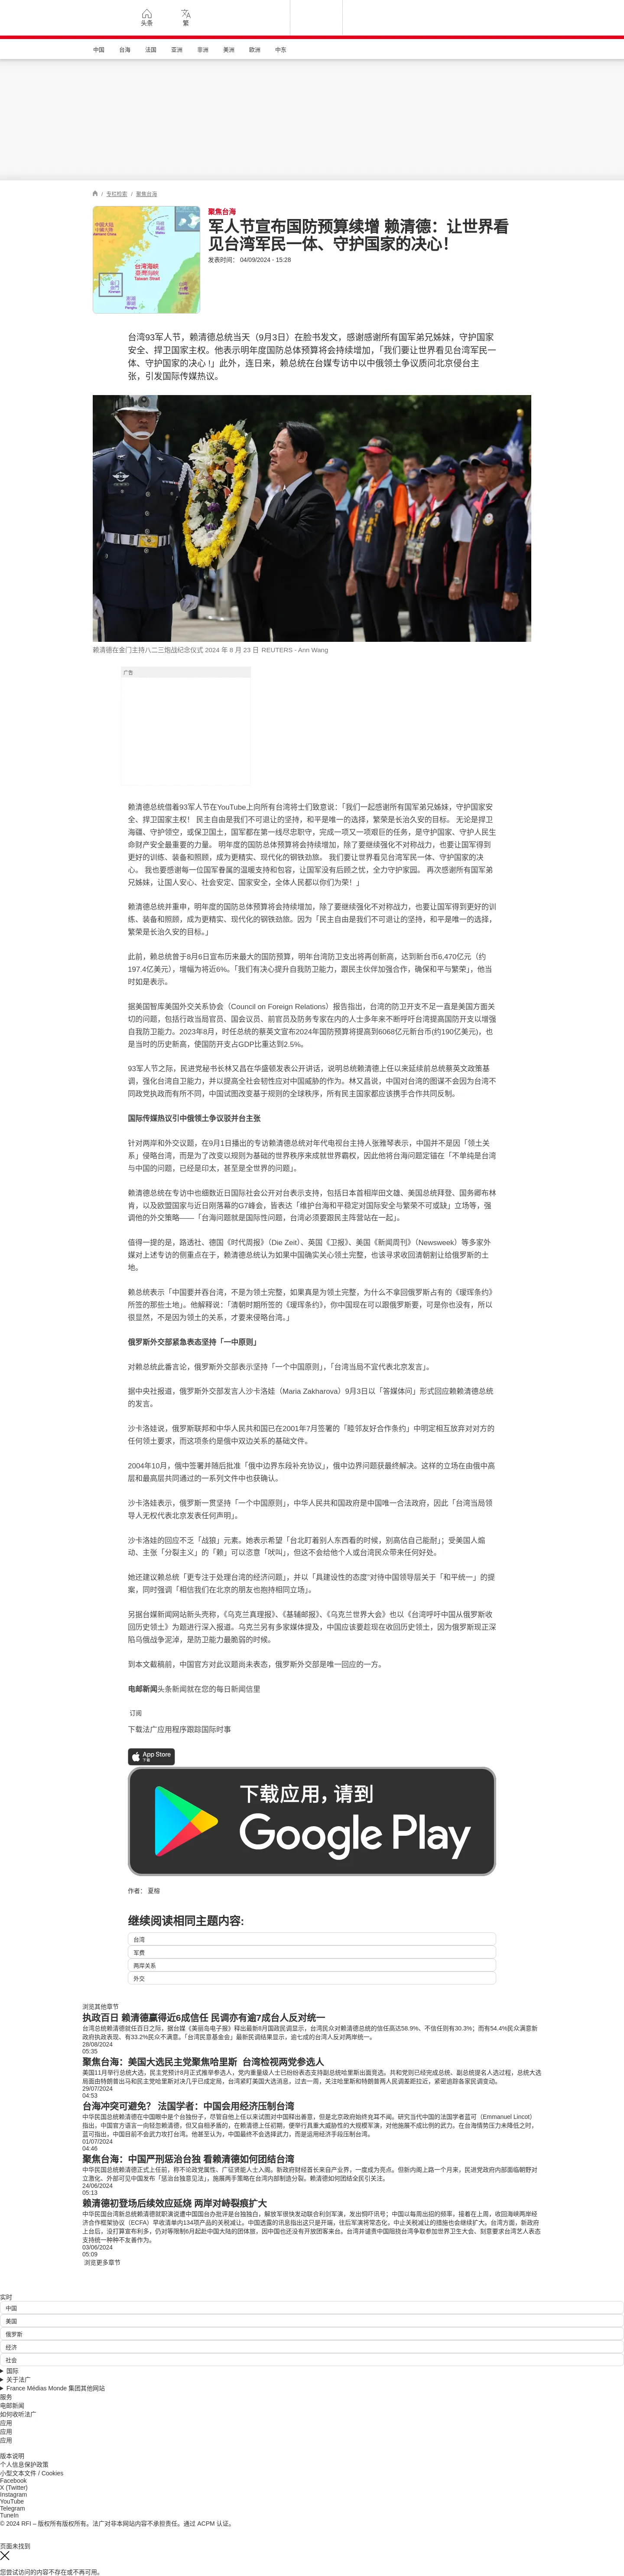 头条
繁
中国
台海
法国
亚洲
非洲
美洲
欧洲
中东
/ 专栏检索 / 聚焦台海
聚焦台海
军人节宣布国防预算续增 赖清德：让世界看
见台湾军民一体、守护国家的决心！
发表时间： 04/09/2024 - 15:28
台湾93军人节，赖清德总统当天（9月3日）在脸书发文，感谢感谢所有国军弟兄姊妹，守护国家
安全、捍卫国家主权。他表示明年度国防总体预算将会持续增加，「我们要让世界看见台湾军民一
体、守护国家的决心 !」此外，连日来，赖总统在台媒专访中以中俄领土争议质问北京侵台主
张，引发国际传媒热议。
赖清德在金门主持八二三炮战纪念仪式 2024 年 8 月 23 日 REUTERS - Ann Wang
广告
赖清德总统借着93军人节在YouTube上向所有台湾将士们致意说：「我们一起感谢所有国军弟兄姊妹，守护国家安
全、捍卫国家主权！ 民主自由是我们不可退让的坚持，和平是唯一的选择，繁荣是长治久安的目标。 无论是捍卫
海疆、守护领空，或保卫国土，国军都在第一线尽忠职守，完成一项又一项艰巨的任务，是守护国家、守护人民生
命财产安全最重要的力量。 明年度的国防总体预算将会持续增加，除了要继续强化不对称战力，也要让国军得到
更好的训练、装备和照顾，成为更精实、现代化的钢铁劲旅。 我们要让世界看见台湾军民一体、守护国家的决
心。 我也要感谢每一位国军眷属的温暖支持和包容，让国军没有后顾之忧，全力守护家园。 再次感谢所有国军弟
兄姊妹，让国人安心、社会安定、国家安全，全体人民都以你们为荣！」
赖清德总统并重申，明年度的国防总体预算将会持续增加，除了要继续强化不对称战力，也要让国军得到更好的训
练、装备和照顾，成为更精实、现代化的钢铁劲旅。因为「民主自由是我们不可退让的坚持，和平是唯一的选择，
繁荣是长治久安的目标。」
此前，赖总统曾于8月6日宣布历来最大的国防预算，明年台湾防卫支出将再创新高，达到新台币6,470亿元（约
197.4亿美元），增幅为将近6%。「我们有决心提升自我防卫能力，跟民主伙伴加强合作，确保和平与繁荣」，他当
时如是表示。
据美国智库美国外交关系协会（Council on Foreign Relations）报告指出，台湾的防卫开支不足一直是美国方面关
切的问题，包括行政当局官员、国会议员、前官员及防务专家在内的人士多年来不断呼吁台湾提高国防开支以增强
自我防卫能力。2023年8月，时任总统的蔡英文宣布2024年国防预算将提高到6068亿元新台币(约190亿美元)，也
是当时的历史新高，使国防开支占GDP比重达到2.5%。
93军人节之际，民进党秘书长林又昌在华盛顿发表公开讲话，说明总统赖清德上任以来延续前总统蔡英文政策基
调，强化台湾自卫能力，并以提高全社会韧性应对中国威胁的作为。林又昌说，中国对台湾的图谋不会因为台湾不
同政党执政而有所不同，中国试图改变基于规则的全球秩序，所有民主国家都应该携手合作共同反制。
国际传媒热议引中俄领土争议驳并台主张
针对两岸和外交议题，在9月1日播出的专访赖清德总统对年代电视台主持人张雅琴表示，中国并不是因「领土关
系」侵略台湾，而是为了改变以规则为基础的世界秩序来成就世界霸权，因此他将台海问题定锚在「不单纯是台湾
与中国的问题，已经是印太，甚至是全世界的问题」。
赖清德总统在专访中也细数近日国际社会公开对台表示支持，包括日本首相岸田文雄、美国总统拜登、国务卿布林
肯，以及欧盟国家与近日刚落幕的G7峰会，皆表达「维护台海和平稳定对国际安全与繁荣不可或缺」立场等，强
调他的外交策略——「台海问题就是国际性问题，台湾必须要跟民主阵营站在一起」。
值得一提的是，路透社、德国《时代周报》（Die Zeit）、英国《卫报》、美国《新闻周刊》（Newsweek）等多家外
媒对上述专访的侧重点在于，赖清德总统认为如果中国确实关心领土完整，也该寻求收回清朝割让给俄罗斯的土
地。
赖总统表示「中国要并吞台湾，不是为领土完整，如果真是为领土完整，为什么不拿回俄罗斯占有的《瑷珲条约》
所签的那些土地」。他解释说：「清朝时期所签的《瑷珲条约》，你中国现在可以跟俄罗斯要，可是你也没有，所以
很显然，不是因为领土的关系，才要来侵略台湾。」
俄罗斯外交部紧急表态坚持「一中原则」
对赖总统此番言论，俄罗斯外交部表示坚持「一个中国原则」，「台湾当局不宜代表北京发言」。
据中央社报道，俄罗斯外交部发言人沙卡洛娃（Maria Zakharova）9月3日以「答媒体问」形式回应赖赖清德总统
的发言。
沙卡洛娃说，俄罗斯联邦和中华人民共和国已在2001年7月签署的「睦邻友好合作条约」中明定相互放弃对对方的
任何领土要求，而这项条约是俄中双边关系的基础文件。
2004年10月，俄中签署并随后批准「俄中边界东段补充协议」，俄中边界问题获最终解决。这样的立场在由俄中高
层和最高层共同通过的一系列文件中也获确认。
沙卡洛娃表示，俄罗斯一贯坚持「一个中国原则」，中华人民共和国政府是中国唯一合法政府，因此「台湾当局领
导人无权代表北京发表任何声明」。
沙卡洛娃的回应不乏「战狼」元素。她表示希望「台北盯着别人东西看的时候，别高估自己能耐」；受美国人煽
动、主张「分裂主义」的「赖」可以恣意「吠叫」，但这不会给他个人或台湾民众带来任何好处。
她还建议赖总统「更专注于处理台湾的经济问题」，并以「具建设性的态度"对待中国领导层关于「和平统一」的提
案，同时强调「相信我们在北京的朋友也抱持相同立场」。
另据台媒新闻网站新头壳称，《乌克兰真理报》、《基辅邮报》、《乌克兰世界大会》也以《台湾呼吁中国从俄罗斯收
回历史领土》为题进行深入报道。乌克兰另有多家媒体提及，中国应该要趁现在收回历史领土，因为俄罗斯现正深
陷乌俄战争泥淖，是防卫能力最脆弱的时候。
到本文截稿前，中国官方对此议题尚未表态，俄罗斯外交部是唯一回应的一方。
电邮新闻头条新闻就在您的每日新闻信里
订阅
下载法广应用程序跟踪国际时事
App Store
下载
下载应用，请到
Google Play
作者： 夏榕
继续阅读相同主题内容:
台湾
军费
两岸关系
外交
浏览其他章节
执政百日 赖清德赢得近6成信任 民调亦有逾7成台人反对统一
台湾总统赖清德就任百日之际，据台媒《美丽岛电子报》释出最新8月国政民调显示，台湾民众对赖清德总统的信任高达58.9%、不信任则有30.3%；而有54.4%民众满意新
政府执政表现、有33.2%民众不满意。「台湾民意基金会」最新民调结果显示，逾七成的台湾人反对两岸统一。
28/08/2024
05:35
聚焦台海：美国大选民主党聚焦哈里斯 台湾检视两党参选人
美国11月举行总统大选，民主党预计8月正式推举参选人，党内重量级人士已纷纷表态支持副总统哈里斯出面竞选。共和党则已经完成总统、副总统提名人选过程，总统大选
局面由特朗普出马和民主党哈里斯对决几乎已成定局，台湾紧盯美国大选消息，过去一周，关注哈里斯和特朗普两人民调差距拉近，紧密追踪各家民调变动。
29/07/2024
04:53
台海冲突可避免？ 法国学者：中国会用经济压制台湾
中华民国总统赖清德在中国眼中是个台独份子，尽管自他上任以来试图对中国释出善意，但是北京政府始终充耳不闻。研究当代中国的法国学者蓝可（Emmanuel Lincot）
指出，中国官方语言一向轻忽赖清德，但又自相矛盾的，在赖清德上任初期，便举行具重大威胁性的大规模军演，对他施展不成比例的武力。在台海情势压力未降低之时，
蓝可指出，中国目前不会武力攻打台湾。他甚至认为，中国最终不会选择武力，而是运用经济手段压制台湾。
01/07/2024
04:46
聚焦台海：中国严刑惩治台独 看赖清德如何团结台湾
中华民国总统赖清德正式上任前，称不论政党属性、广征贤能人士入阁。新政府财经首长来自产业界，一度成为亮点。但新内阁上路一个月来，民进党政府内部面临朝野对
立激化、外部可见中国发布「惩治台独意见法」，施展两手策略在台湾内部制造分裂。赖清德如何团结全民引关注。
24/06/2024
05:13
赖清德初登场后续效应延烧 两岸对峙裂痕扩大
中华民国台湾新总统赖清德就职演说遭中国国台办批评是台独独白，解放军很快发动联合利剑军演，发出恫吓讯号；中国以每周出招的频率，接着在上周，收回海峡两岸经
济合作框架协议（ECFA）早收清单内134项产品的关税减让。中国透露的讯息指出这只是开端，往后军演将常态化，中止关税减让的措施也会继续扩大。台湾方面，新政府
上台后，没打算宣布利多，仍对等限制6月起赴中国大陆的团体旅，因中国也还没有开放团客来台。台湾并谴责中国阻挠台湾争取参加世界卫生大会、刻意要求台湾艺人表态
支持统一种种不友善作为。
03/06/2024
05:09
浏览更多章节
实时
中国
美国
俄罗斯
经济
社会
国际
关于法广
France Médias Monde 集团其他网站
服务
电邮新闻
如何收听法广
应用
应用
应用
版本说明
个人信息保护政策
小型文本文件 / Cookies
Facebook
X (Twitter)
Instagram
YouTube
Telegram
TuneIn
© 2024 RFI – 版权所有版权所有。法广对非本网站内容不承担责任。通过 ACPM 认证。
页面未找到
您尝试访问的内容不存在或不再可用。